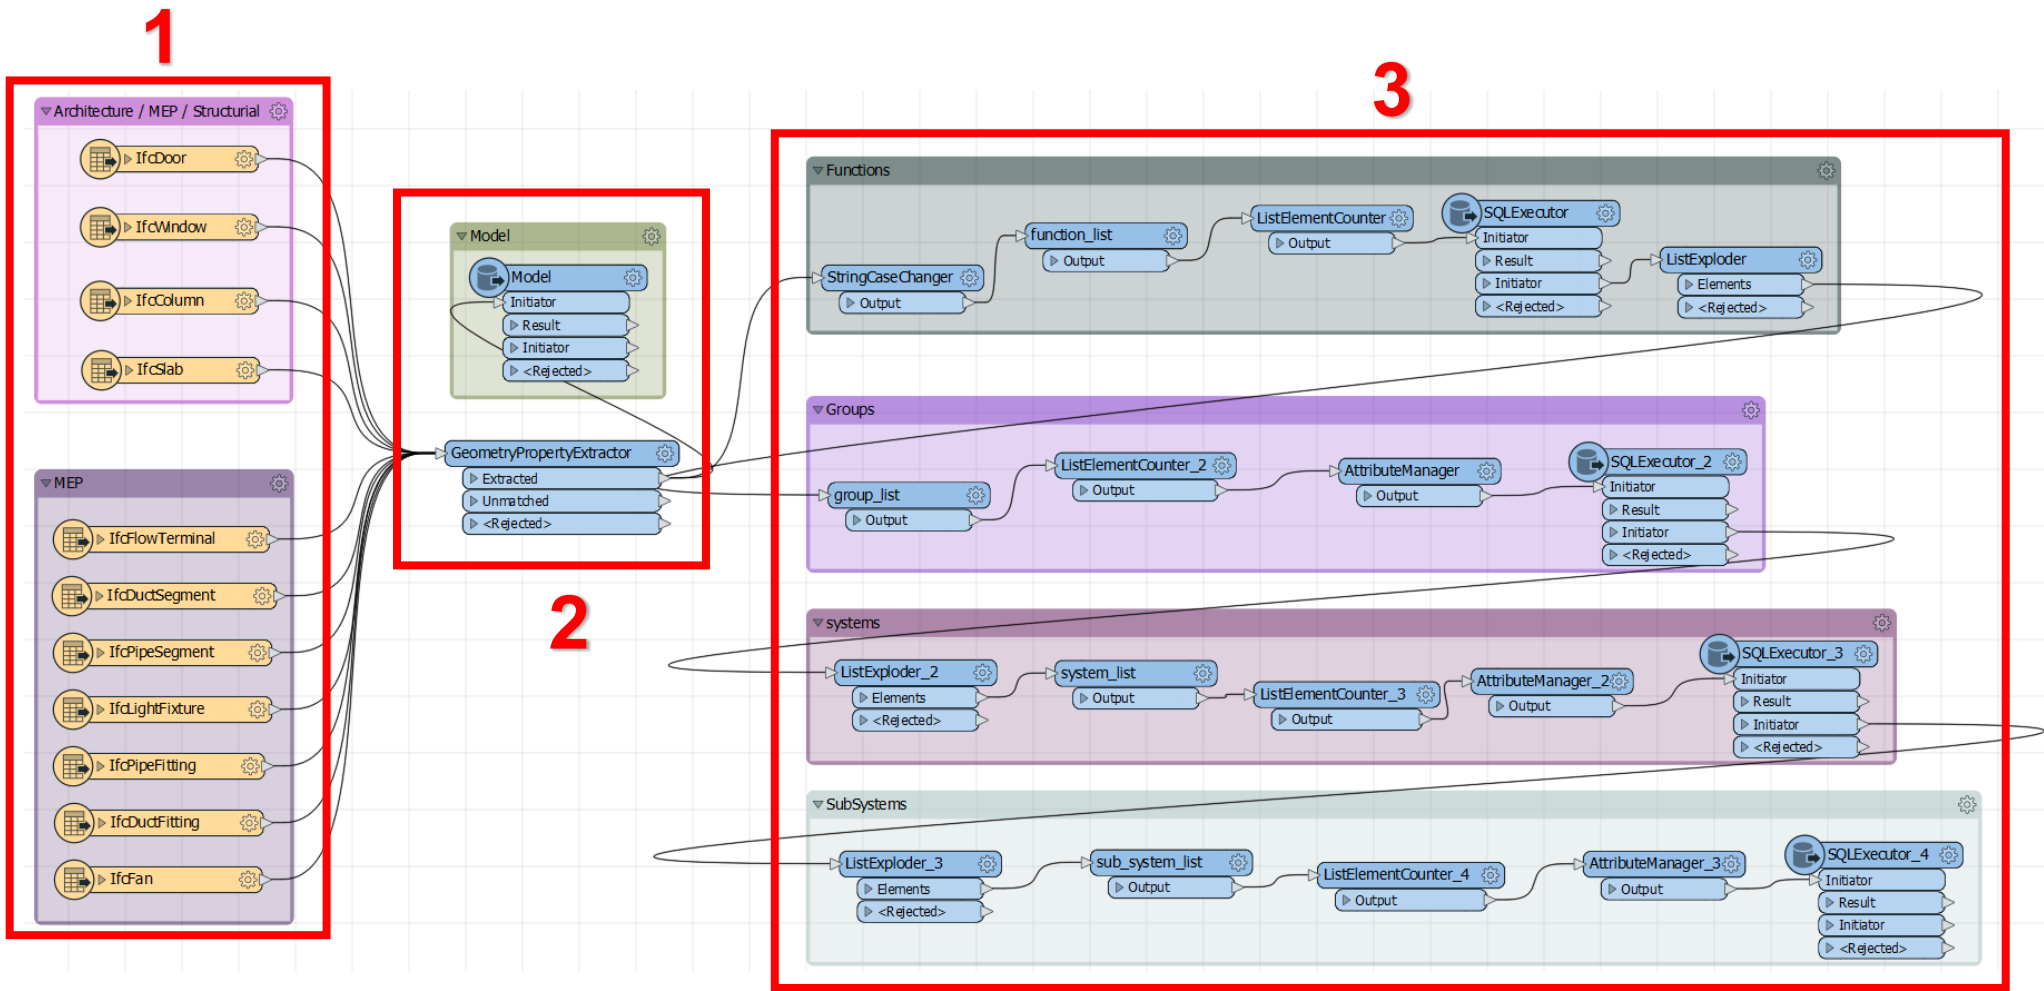 1
Architecture / MEP / Structurial
IfcDoor
IfcWindow
IfcColumn
IfcSlab
MEP
IfcFlowTerminal
IfcDuctSegment
IfcPipeSegment
IfcLightFixture
IfcPipeFitting
IfcDuctFitting
IfcFan
2
Model
Model
Initiator
Result
Initiator
<Rejected>
GeometryPropertyExtractor
Extracted
Unmatched
<Rejected>
3
Functions
StringCaseChanger
Output
function_list
Output
ListElementCounter
Output
SQLExecutor
Initiator
Result
Initiator
<Rejected>
ListExploder
Elements
<Rejected>
Groups
group_list
Output
ListElementCounter_2
Output
AttributeManager
Output
SQLExecutor_2
Initiator
Result
Initiator
<Rejected>
systems
ListExploder_2
Elements
<Rejected>
system_list
Output
ListElementCounter_3
Output
AttributeManager_2
Output
SQLExecutor_3
Initiator
Result
Initiator
<Rejected>
SubSystems
ListExploder_3
Elements
<Rejected>
sub_system_list
Output
ListElementCounter_4
Output
AttributeManager_3
Output
SQLExecutor_4
Initiator
Result
Initiator
<Rejected>